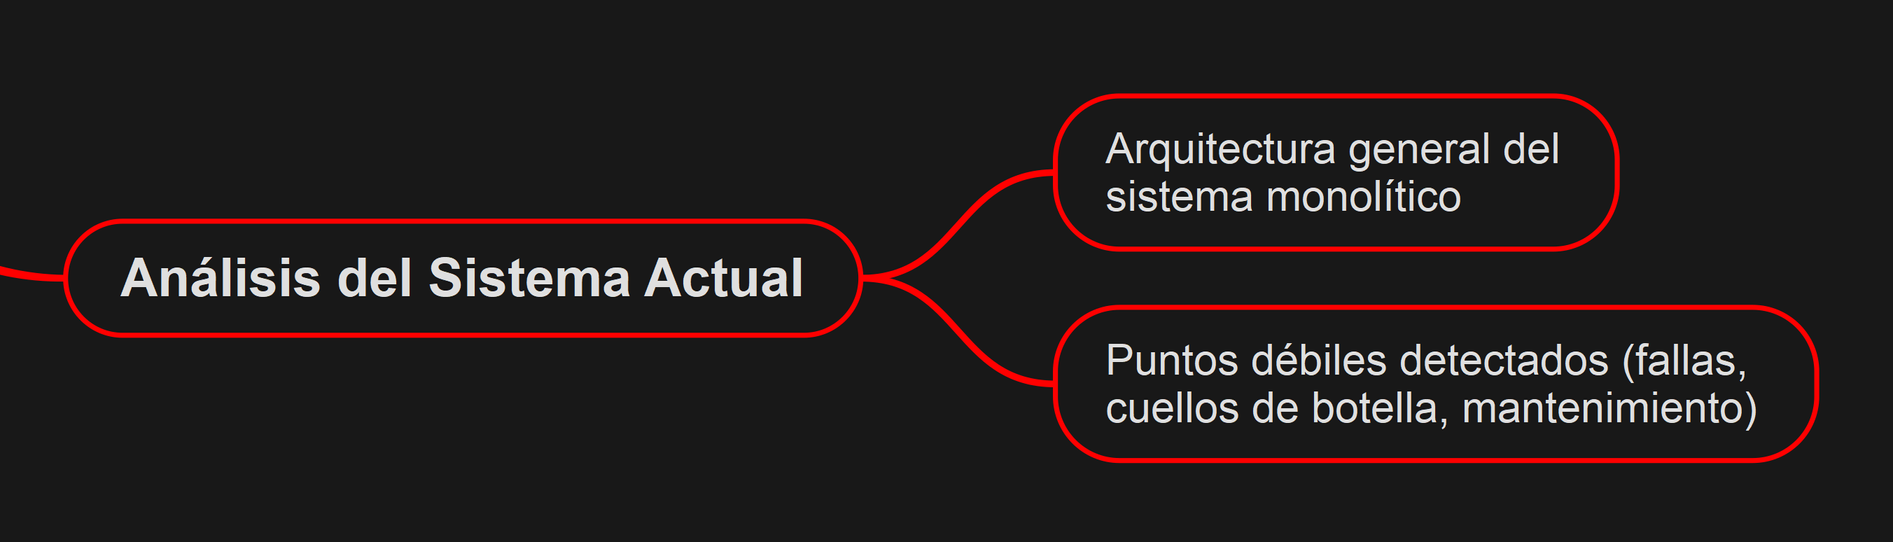 Análisis del Sistema Actual
Arquitectura general del
sistema monolítico
Puntos débiles detectados (fallas,
cuellos de botella, mantenimiento)